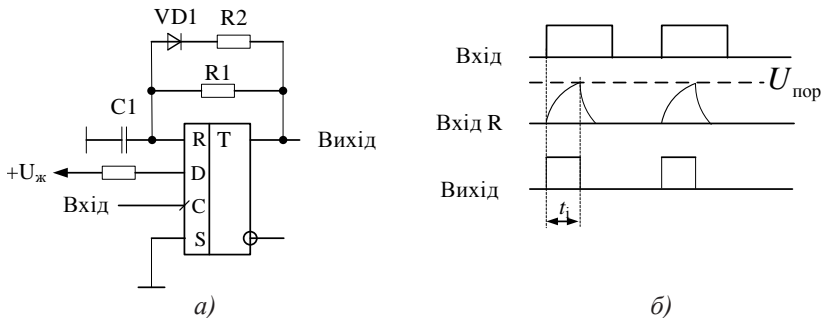 VD1 R2
R1
C1
R T
D
C
S
+Uж
Вхід
Вихід
а)
Вхід
Uпор
Вхід R
Вихід
tі
б)